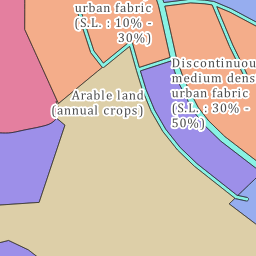 urban fabric
(S.L. : 10% -
30%)
Discontinuou
medium dens
urban fabric
(S.L. : 30% -
50%)
Arable land
(annual crops)